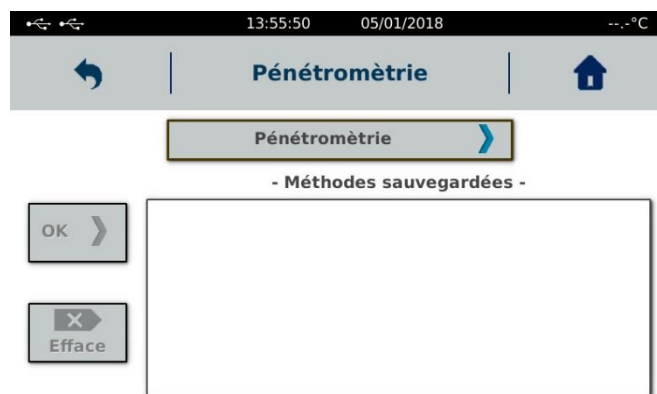 13:55:50 05/01/2018 --.-°C
Pénétromètrie
Pénétromètrie
- Méthodes sauvegardées -
OK
Efface